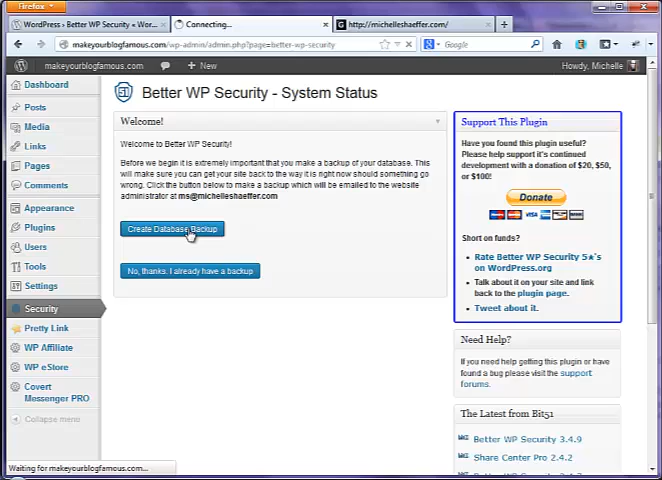 Firefox
WordPress › Better WP Security « Wor...
Connecting...
http://michelleshaeffer.com/
makeyourblogfamous.com/wp-admin/admin.php?page=better-wp-security
Google
makeyourblogfamous.com
New
Howdy, Michelle
Dashboard
Posts
Media
Links
Pages
Comments
Appearance
Plugins
Users
Tools
Settings
Security
Pretty Link
WP Affiliate
WP eStore
Covert
Messenger PRO
Collapse menu
Better WP Security - System Status
Welcome!
Welcome to Better WP Security!
Before we begin it is extremely important that you make a backup of your database. This
will make sure you can get your site back to the way it is right now should something go
wrong. Click the button below to make a backup which will be emailed to the website
administrator at ms@michelleshaeffer.com
Create Database Backup
No, thanks. I already have a backup
Support This Plugin
Have you found this plugin useful?
Please help support it's continued
development with a donation of $20, $50,
or $100!
Donate
Short on funds?
Rate Better WP Security 5★'s
on WordPress.org
Talk about it on your site and link
back to the plugin page.
Tweet about it.
Need Help?
If you need help getting this plugin or have
found a bug please visit the support
forums.
The Latest from Bit51
Better WP Security 3.4.9
Share Center Pro 2.4.2
Waiting for makeyourblogfamous.com...